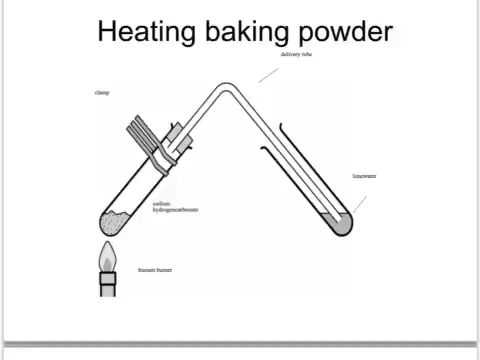 Heating baking powder
delivery tube
clamp
limewater
sodium
hydrogencarbonate
bunsen burner